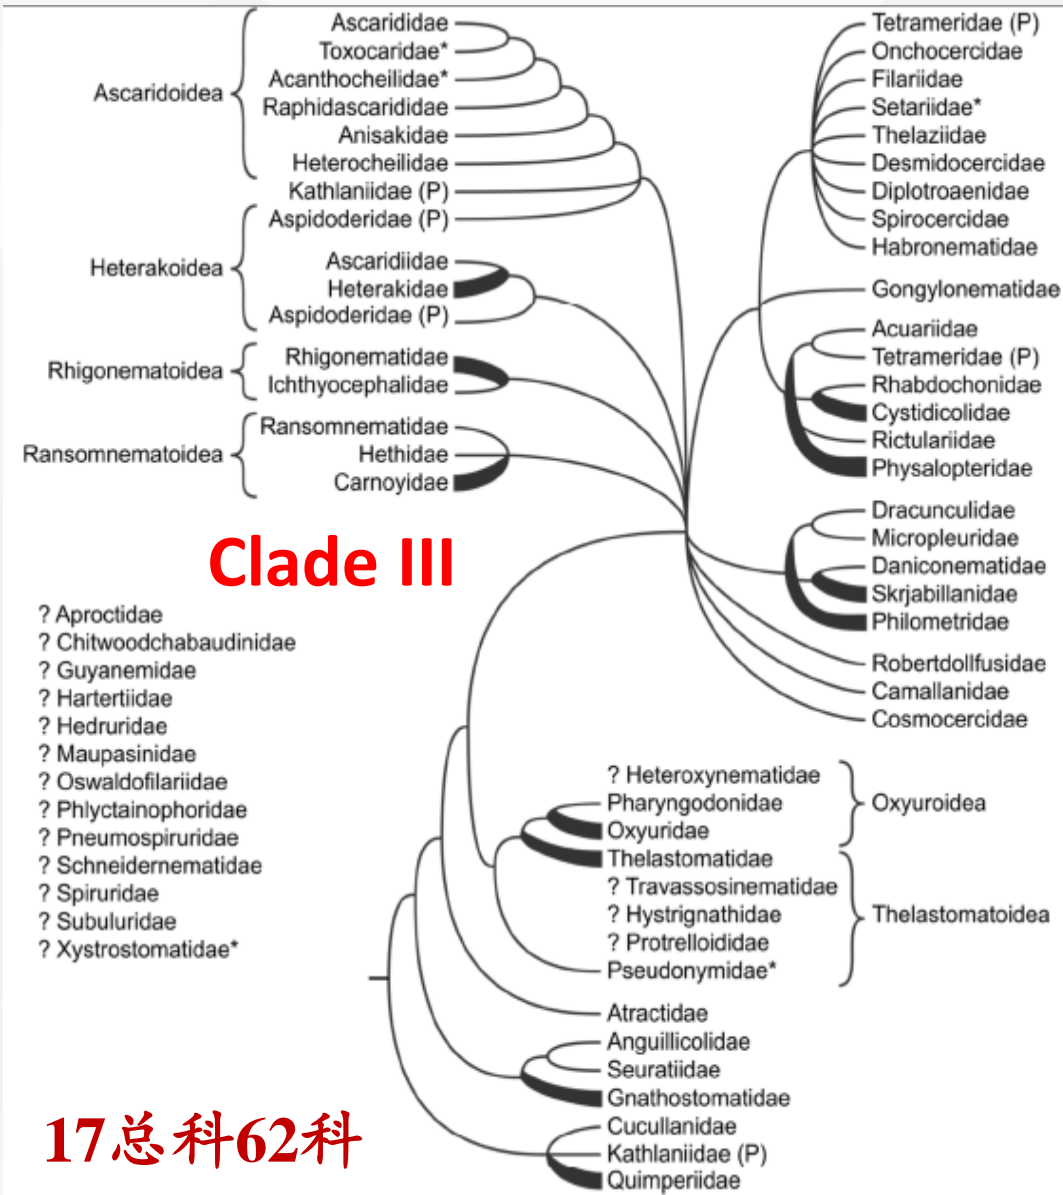 Ascaridoidea
Ascarididae
Toxocaridae*
Acanthocheilidae*
Raphidascarididae
Anisakidae
Heterocheilidae
Kathlaniidae (P)
Heterakoidea
Aspidoderidae (P)
Ascaridiidae
Heterakidae
Aspidoderidae (P)
Rhigonematoidea
Rhigonematidae
Ichthyocephalidae
Ransomnematoidea
Ransomnematidae
Hethidae
Carnoyidae
Tetrameridae (P)
Onchocercidae
Filariidae
Setariidae*
Thelaziidae
Desmidocercidae
Diplotroaenidae
Spirocercidae
Habronematidae
Gongylonematidae
Acuariidae
Tetrameridae (P)
Rhabdochonidae
Cystidicolidae
Rictulariidae
Physalopteridae
Dracunculidae
Micropleuridae
Daniconematidae
Skrjabillanidae
Philometridae
Robertdollfusidae
Camallanidae
Cosmocercidae
Clade III
? Aproctidae
? Chitwoodchabaudinidae
? Guyanemidae
? Hartertiidae
? Hedruridae
? Maupasinidae
? Oswaldofilariidae
? Phlyctainophoridae
? Pneumospiruridae
? Schneidernematidae
? Spiruridae
? Subuluridae
? Xystrostomatidae*
? Heteroxynematidae
Pharyngodonidae
Oxyuridae
Oxyuroidea
Thelastomatidae
? Travassosinematidae
? Hystrignathidae
? Protrelloididae
Pseudonymidae*
Thelastomatoidea
Atractidae
Anguillicolidae
Seuratiidae
Gnathostomatidae
Cucullanidae
Kathlaniidae (P)
Quimperiidae
17总科62科